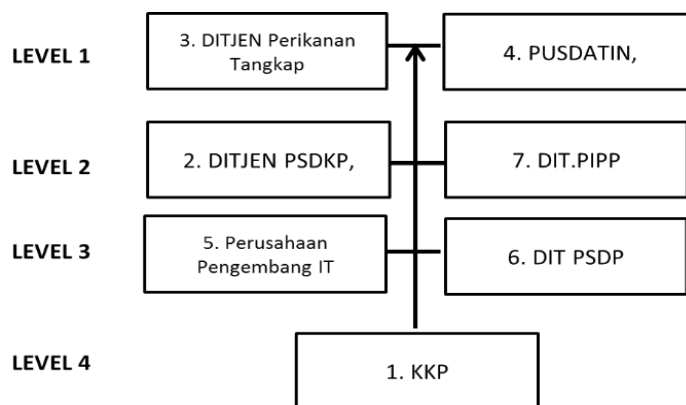 LEVEL 1
3. DITJEN Perikanan
Tangkap
4. PUSDATIN,
LEVEL 2
2. DITJEN PSDKP,
7. DIT.PIPP
LEVEL 3
5. Perusahaan
Pengembang IT
6. DIT PSDP
LEVEL 4
1. KKP